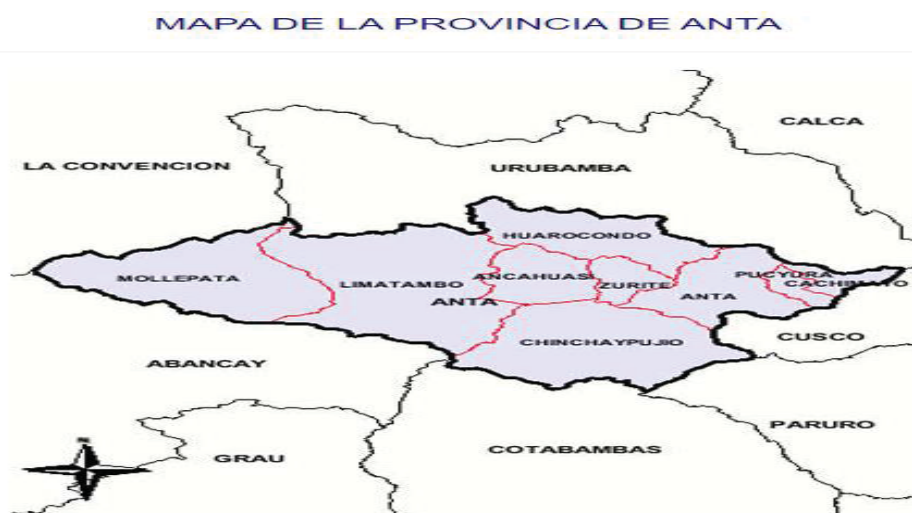 MAPA DE LA PROVINCIA DE ANTA
CALCA
LA CONVENCION
URUBAMBA
HUAROCONDO
MOLLEPATA
LIMATAMBO
ANCAHUASI
ZURITE
PUCYURA
CACHIMAYO
ANTA
ANTA
CUSCO
CHINCHAYPUJIO
ABANCAY
PARURO
GRAU
COTABAMBAS